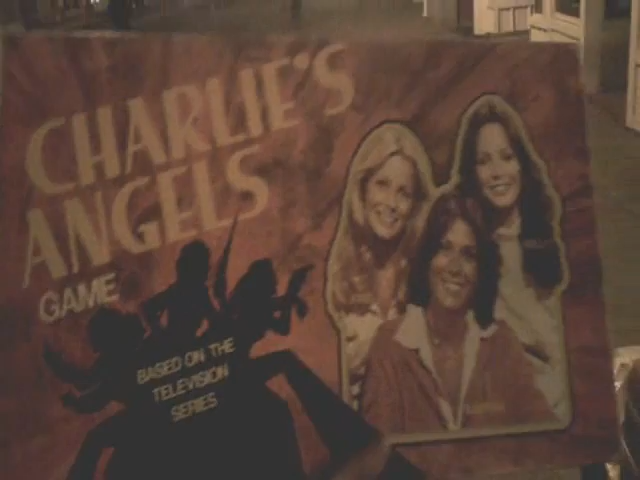 CHARLIE'S
ANGELS
GAME
BASED ON THE
TELEVISION
SERIES